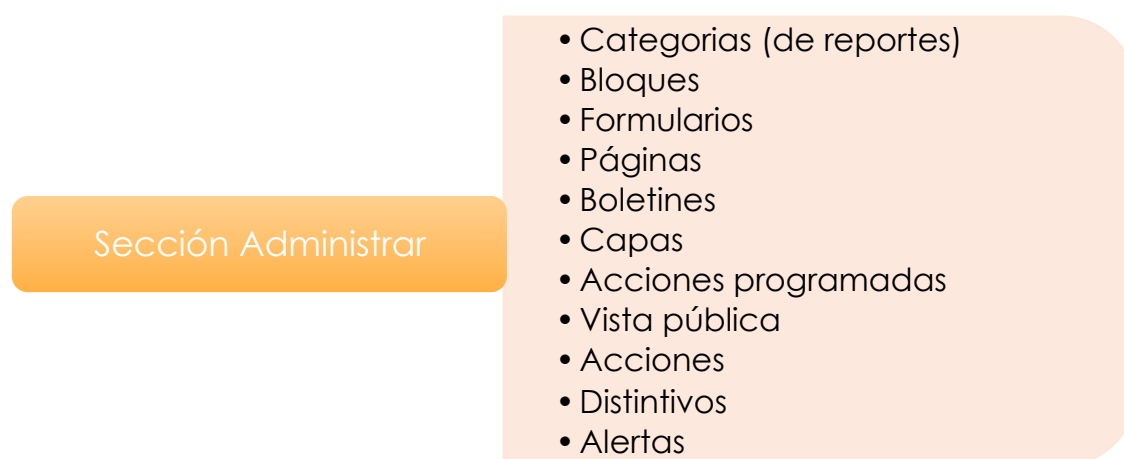 Sección Administrar
• Categorias (de reportes)
• Bloques
• Formularios
• Páginas
• Boletines
• Capas
• Acciones programadas
• Vista pública
• Acciones
• Distintivos
• Alertas